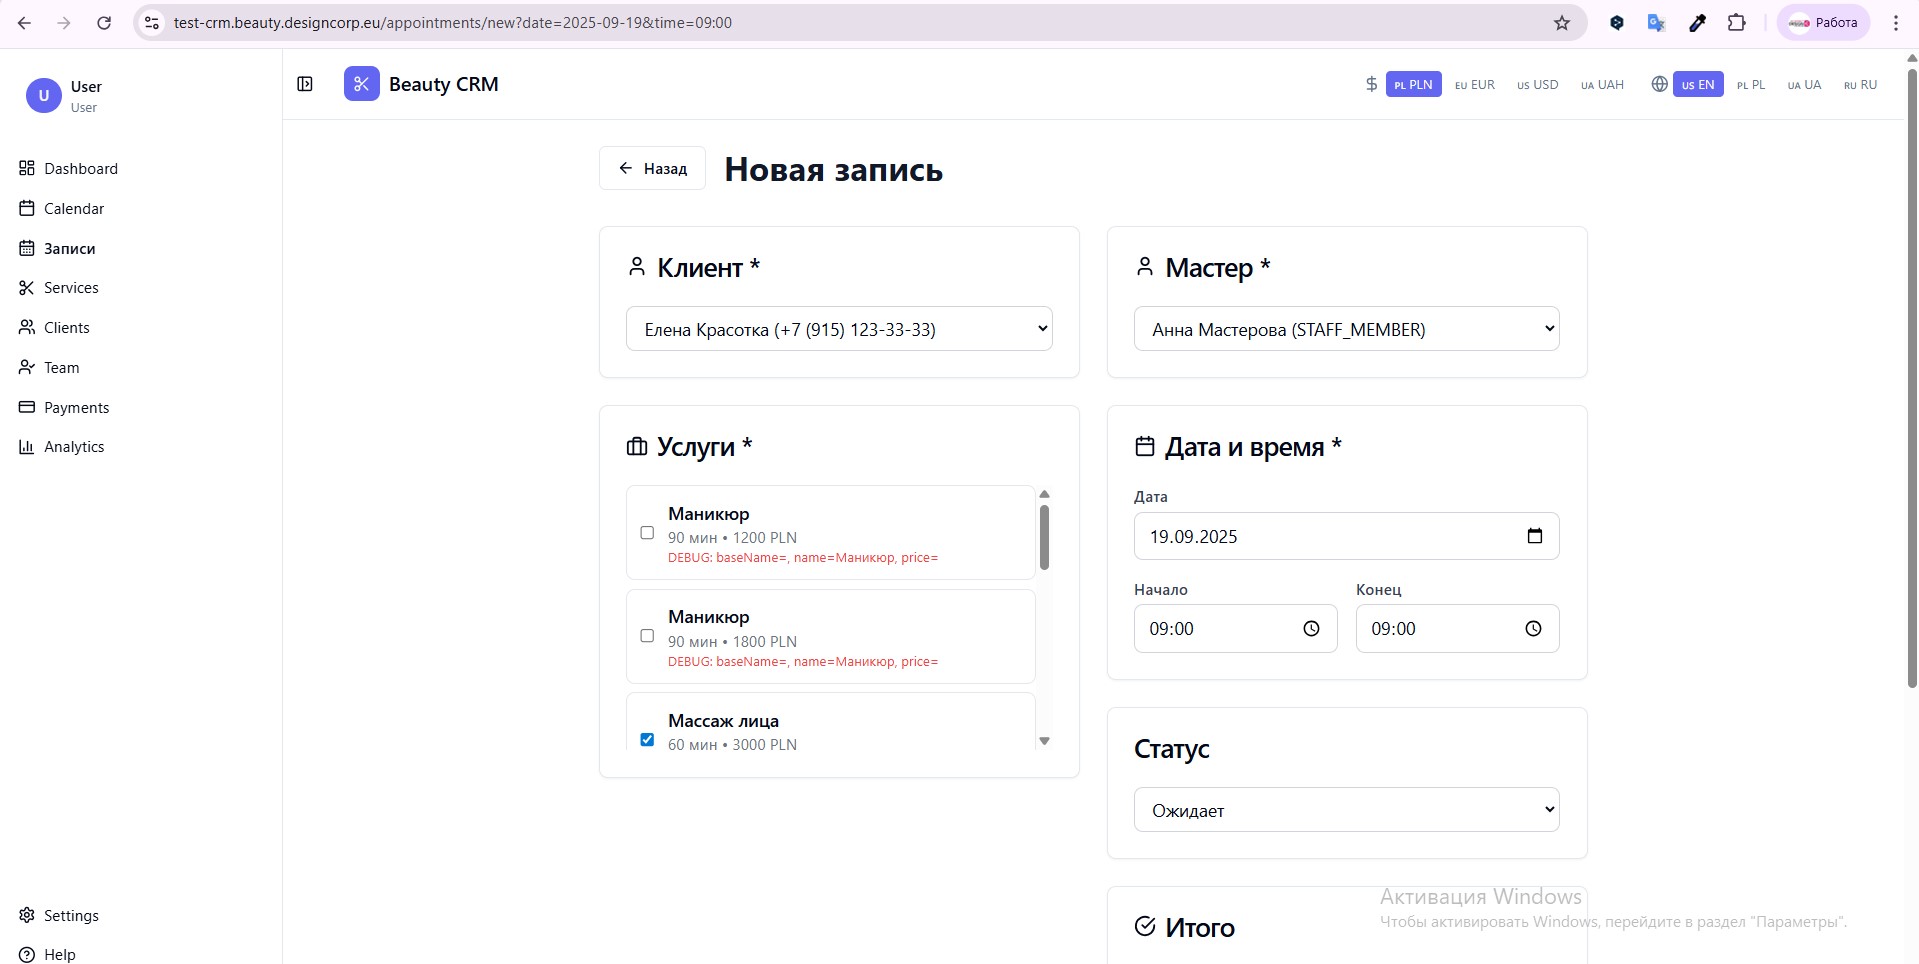 test-crm.beauty.designcorp.eu/appointments/new?date=2025-09-19&time=09:00
Работа
U
User
User
Beauty CRM
$ PL PLN EU EUR US USD UA UAH US EN PL PL UA UA RU RU
Dashboard
Calendar
Записи
Services
Clients
Team
Payments
Analytics
Settings
Help
Назад
Новая запись
Клиент *
Елена Красотка (+7 (915) 123-33-33)
Мастер *
Анна Мастерова (STAFF_MEMBER)
Услуги *
Маникюр
90 мин • 1200 PLN
DEBUG: baseName=, name=Маникюр, price=
Маникюр
90 мин • 1800 PLN
DEBUG: baseName=, name=Маникюр, price=
Массаж лица
60 мин • 3000 PLN
Дата и время *
Дата
19.09.2025
Начало
09:00
Конец
09:00
Статус
Ожидает
Итого
Активация Windows
Чтобы активировать Windows, перейдите в раздел "Параметры".